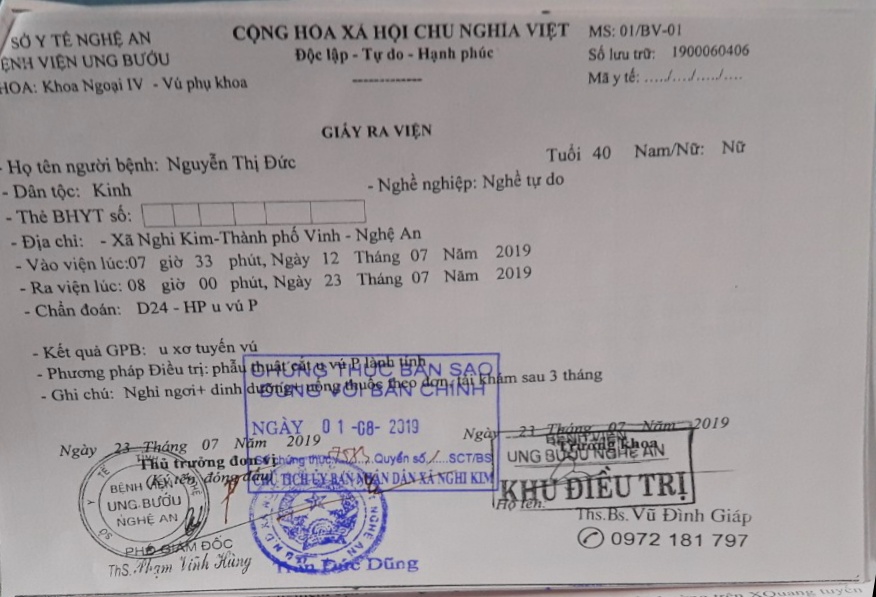 SỞ Y TẾ NGHỆ AN
ỆNH VIỆN UNG BƯỚU
HOA: Khoa Ngoại IV - Vú phụ khoa
CỘNG HÒA XÃ HỘI CHỦ NGHĨA VIỆT
Độc lập - Tự do - Hạnh phúc
MS: 01/BV-01
Số lưu trữ: 1900060406
Mã y tế: ...../..../...../....
GIẤY RA VIỆN
- Họ tên người bệnh: Nguyễn Thị Đức
Tuổi 40 Nam/Nữ: Nữ
- Dân tộc: Kinh
- Nghề nghiệp: Nghề tự do
- Thẻ BHYT số:
- Địa chỉ: - Xã Nghi Kim-Thành phố Vinh - Nghệ An
- Vào viện lúc:07 giờ 33 phút, Ngày 12 Tháng 07 Năm 2019
- Ra viện lúc: 08 giờ 00 phút, Ngày 23 Tháng 07 Năm 2019
- Chẩn đoán: D24 - HP u vú P
- Kết quả GPB: u xơ tuyến vú
- Phương pháp Điều trị: phẫu thuật cắt u vú P lành tính
- Ghi chú: Nghỉ ngơi+ dinh dưỡng+ uống thuốc theo đơn, tái khám sau 3 tháng
CHỨNG THỰC BẢN SAO
ĐÚNG VỚI BẢN CHÍNH
NGÀY 01-08-2019
Số chứng thực Quyển số SCT/BS
CHỦ TỊCH ỦY BAN NHÂN DÂN XÃ NGHI KIM
Trần Đức Dũng
Ngày 23 Tháng 07 Năm 2019
Thủ trưởng đơn vị
(Ký tên, đóng dấu)
BỆNH VIỆN
UNG BƯỚU
NGHỆ AN
PHÓ GIÁM ĐỐC
ThS. Phạm Vĩnh Hùng
Ngày 23 Tháng 07 Năm 2019
Trưởng khoa
BỆNH VIỆN
UNG BƯỚU NGHỆ AN
KHU ĐIỀU TRỊ
Họ tên:
Ths.Bs. Vũ Đình Giáp
0972 181 797
XQuang tuyến